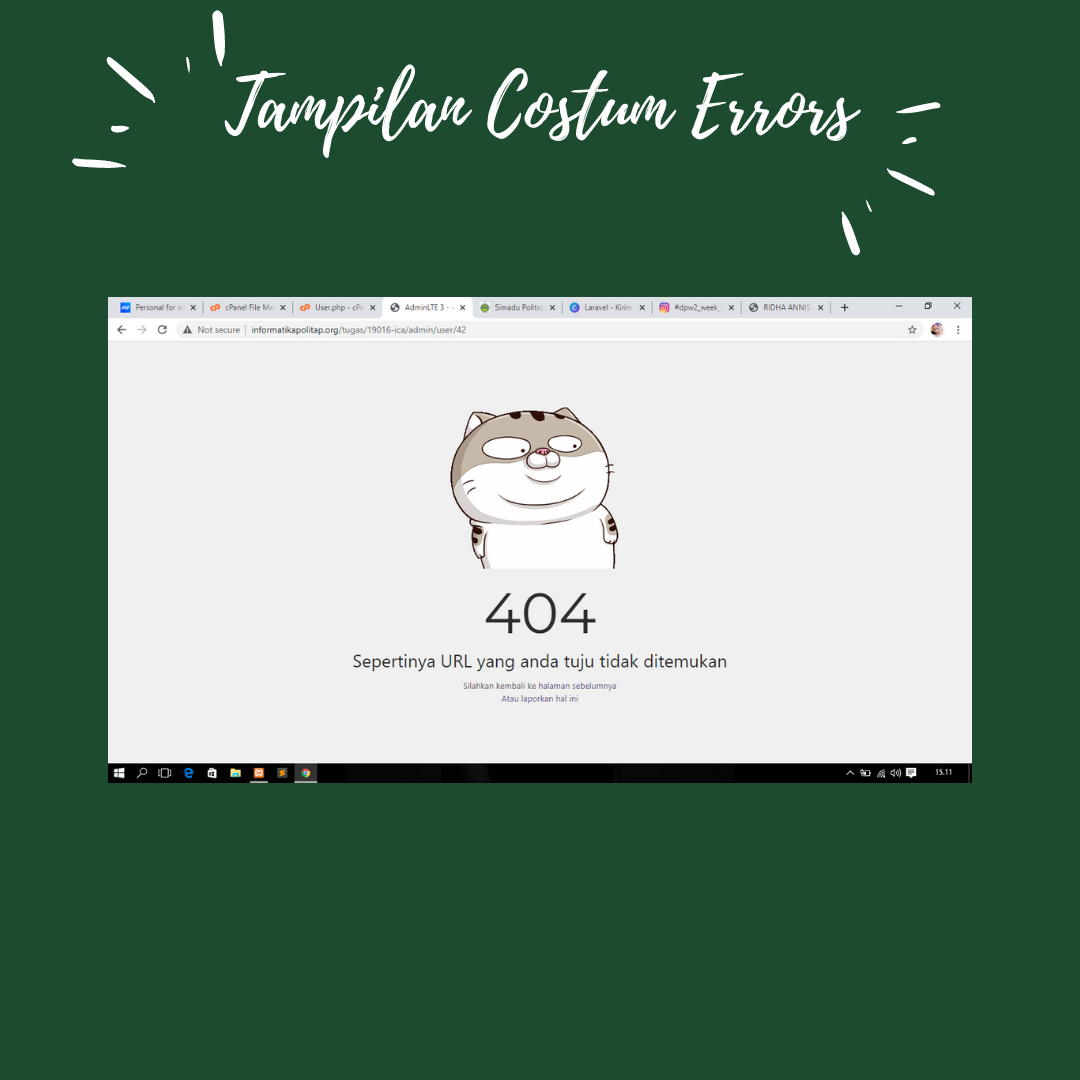 Tampilan Costum Errors
Personal for in
cPanel File Ma
User.php - cPa
AdminLTE 3 -
Simadu Polita
Laravel - Kirim
#dpw2_week_
RIDHA ANNIS
Not secure
informatikapolitap.org/tugas/19016-ica/admin/user/42
404
Sepertinya URL yang anda tuju tidak ditemukan
Silahkan kembali ke halaman sebelumnya
Atau laporkan hal ini
15.11